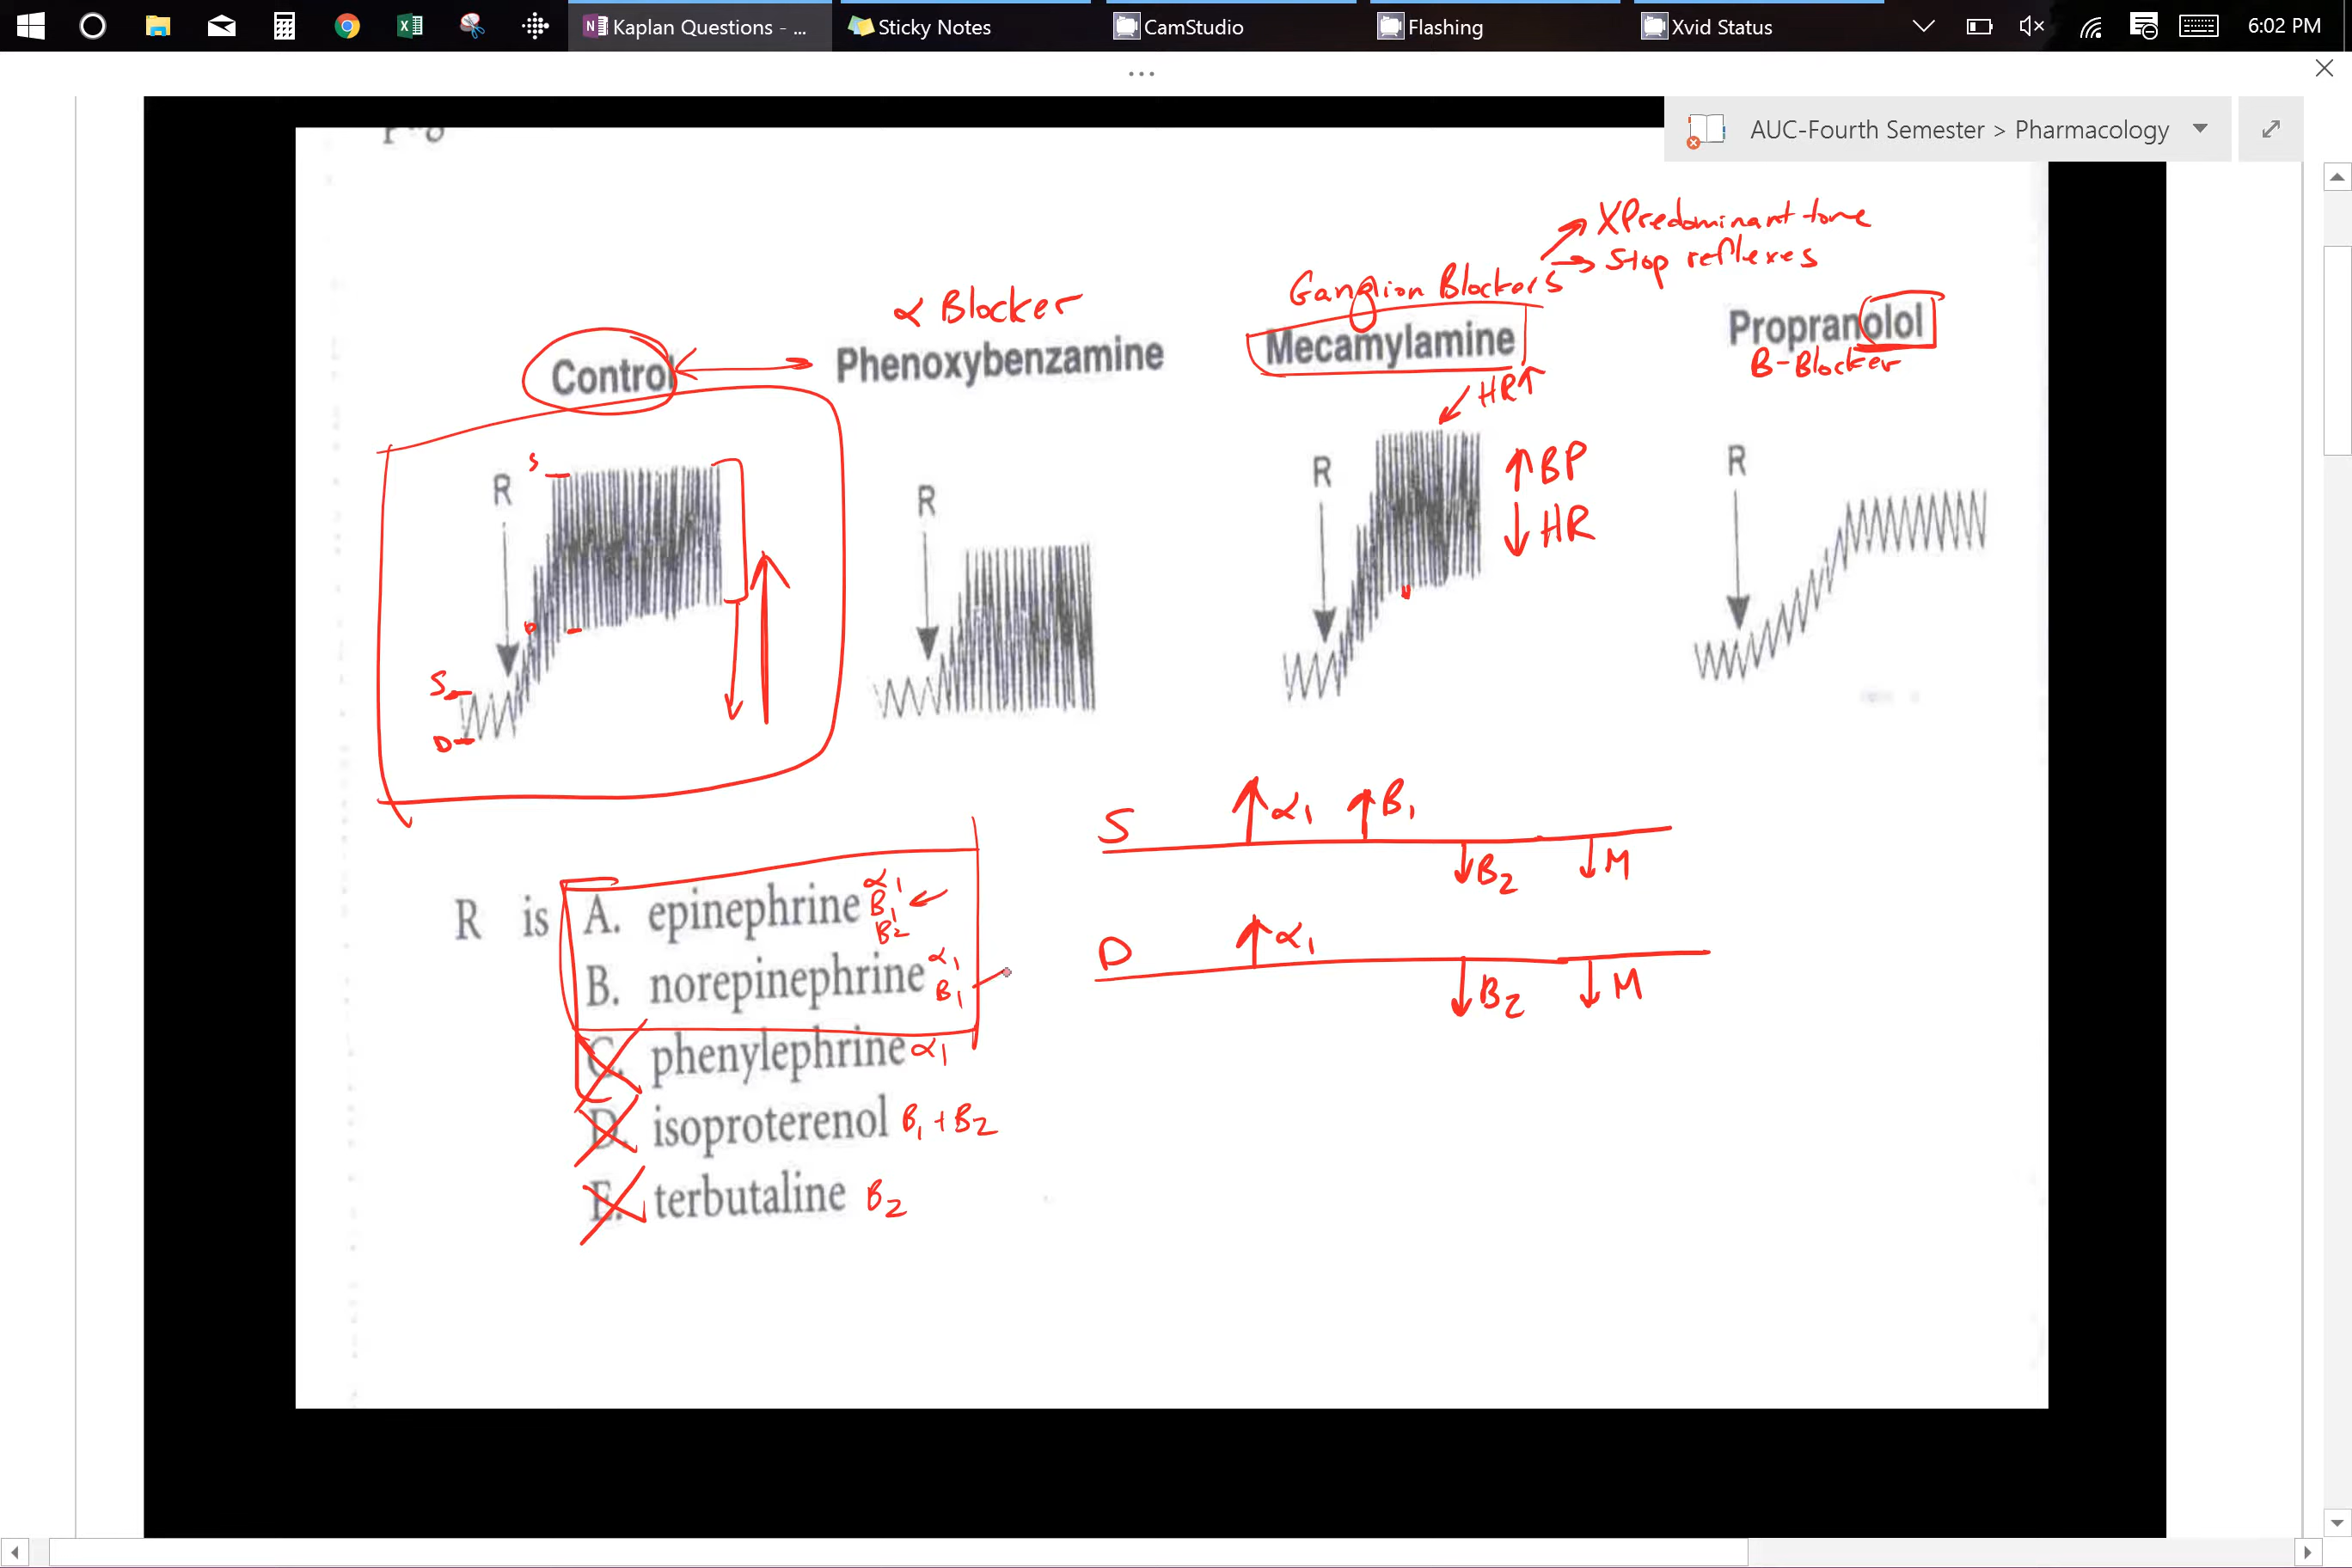 Kaplan Questions - ...
Sticky Notes
CamStudio
Flashing
Xvid Status
6:02 PM
AUC-Fourth Semester > Pharmacology
XPredominant tone
Stop reflexes
Ganglion Blockers
α Blocker
Control
Phenoxybenzamine
Mecamylamine
Propranolol
B-Blocker
HR↑
R
R
R
R
S
↑BP
↓HR
D
S
D
S ↑α1 ↑B1 ↓B2 ↓M
D ↑α1 ↓B2 ↓M
R is A. epinephrine α1 B1 B2
B. norepinephrine α1 B1
C. phenylephrine α1
D. isoproterenol B1 + B2
E. terbutaline B2